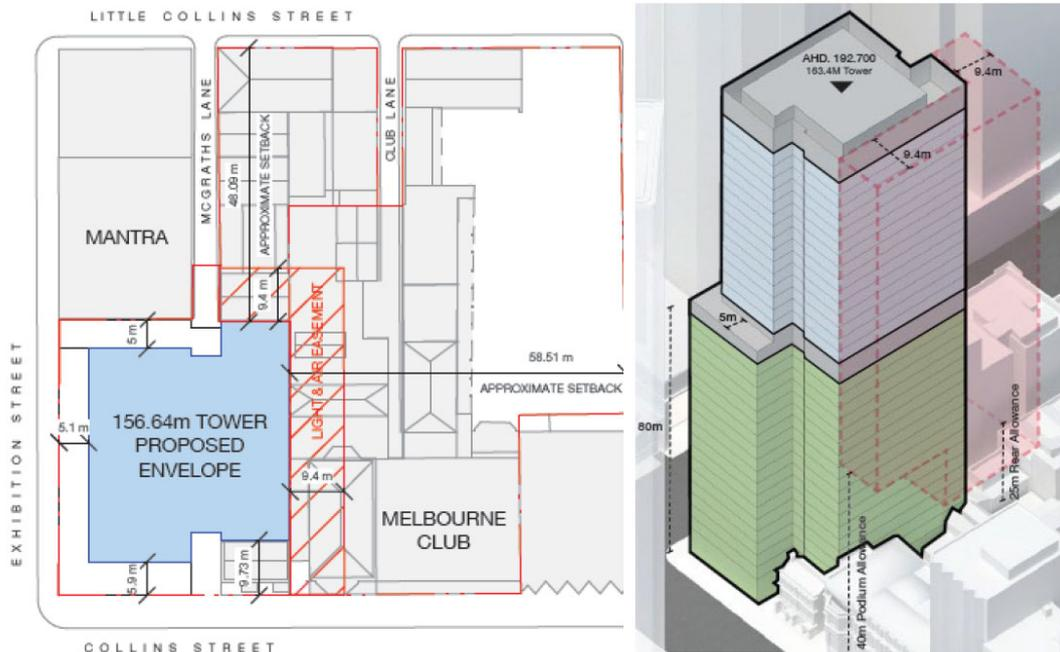 LITTLE COLLINS STREET
MCGRATHS LANE
48.09 m
APPROXIMATE SETBACK
CLUB LANE
MANTRA
9.4 m
LIGHT & AIR EASEMENT
5 m
58.51 m
APPROXIMATE SETBACK
EXHIBITION STREET
5.1 m
156.64m TOWER
PROPOSED
ENVELOPE
9.4 m
MELBOURNE
CLUB
5.9 m
9.73 m
COLLINS STREET
AHD. 192.700
163.4M Tower
9.4m
9.4m
5m
80m
25m Rear Allowance
40m Podium Allowance